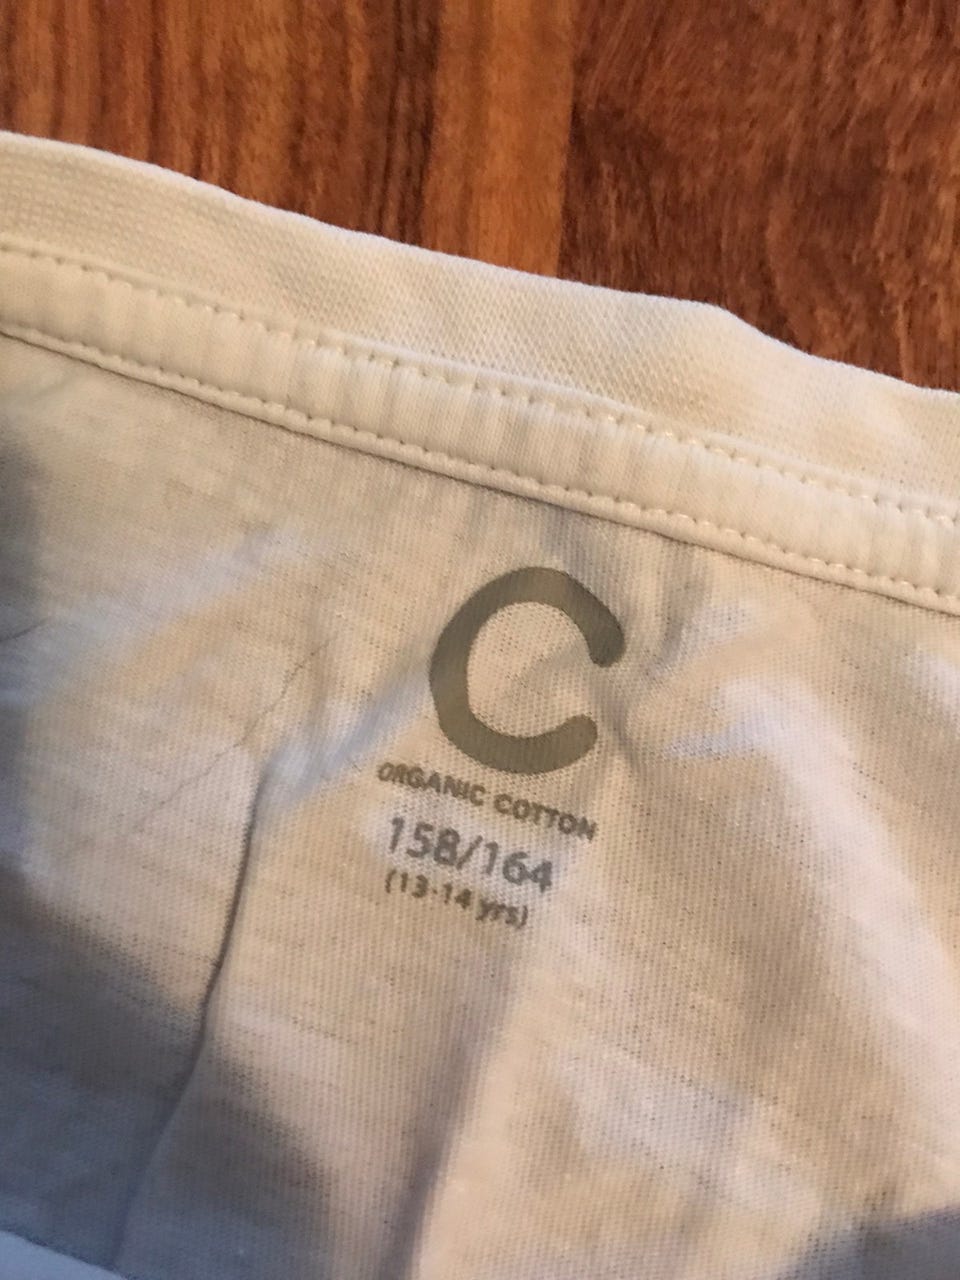 C
ORGANIC COTTON
158/164
(13-14 yrs)